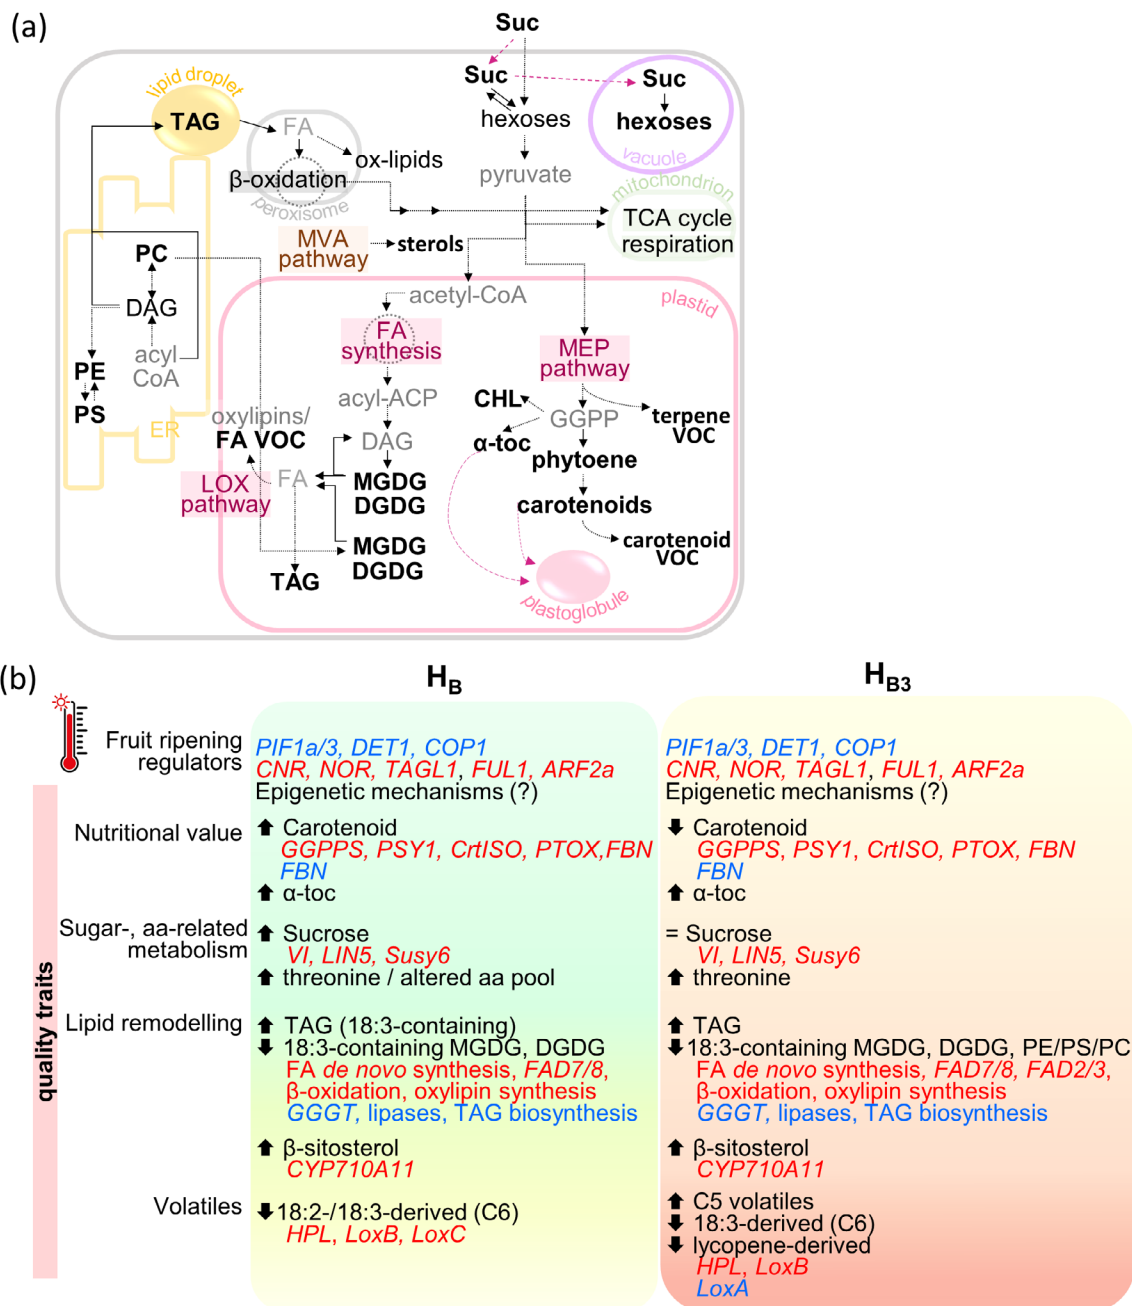 (a)
Suc
Suc
Suc
hexoses
hexoses
vacuole
lipid droplet
TAG
FA
ox-lipids
β-oxidation
peroxisome
pyruvate
mitochondrion
TCA cycle
respiration
MVA
pathway
sterols
PC
DAG
acyl
CoA
PE
PS
ER
acetyl-CoA
plastid
FA
synthesis
MEP
pathway
acyl-ACP
CHL
GGPP
terpene
VOC
oxylipins/
FA VOC
DAG
α-toc
phytoene
LOX
pathway
FA
MGDG
DGDG
carotenoids
MGDG
DGDG
carotenoid
VOC
TAG
plastoglobule
(b)
HB
HB3
quality traits
Fruit ripening
regulators
PIF1a/3, DET1, COP1
CNR, NOR, TAGL1, FUL1, ARF2a
Epigenetic mechanisms (?)
PIF1a/3, DET1, COP1
CNR, NOR, TAGL1, FUL1, ARF2a
Epigenetic mechanisms (?)
Nutritional value
Carotenoid
GGPPS, PSY1, CrtISO, PTOX,FBN
FBN
α-toc
Carotenoid
GGPPS, PSY1, CrtISO, PTOX, FBN
FBN
α-toc
Sugar-, aa-related
metabolism
Sucrose
VI, LIN5, Susy6
threonine / altered aa pool
= Sucrose
VI, LIN5, Susy6
threonine
Lipid remodelling
TAG (18:3-containing)
18:3-containing MGDG, DGDG
FA de novo synthesis, FAD7/8,
β-oxidation, oxylipin synthesis
GGGT, lipases, TAG biosynthesis
β-sitosterol
CYP710A11
TAG
18:3-containing MGDG, DGDG, PE/PS/PC
FA de novo synthesis, FAD7/8, FAD2/3,
β-oxidation, oxylipin synthesis
GGGT, lipases, TAG biosynthesis
β-sitosterol
CYP710A11
Volatiles
18:2-/18:3-derived (C6)
HPL, LoxB, LoxC
C5 volatiles
18:3-derived (C6)
lycopene-derived
HPL, LoxB
LoxA